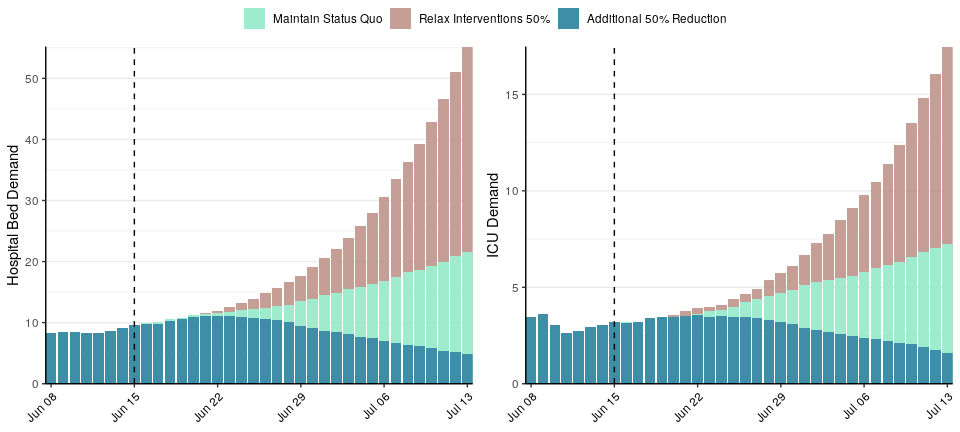 Maintain Status Quo Relax Interventions 50% Additional 50% Reduction
Hospital Bed Demand
50
40
30
20
10
0
Jun 08 Jun 15 Jun 22 Jun 29 Jul 06 Jul 13
ICU Demand
15
10
5
0
Jun 08 Jun 15 Jun 22 Jun 29 Jul 06 Jul 13